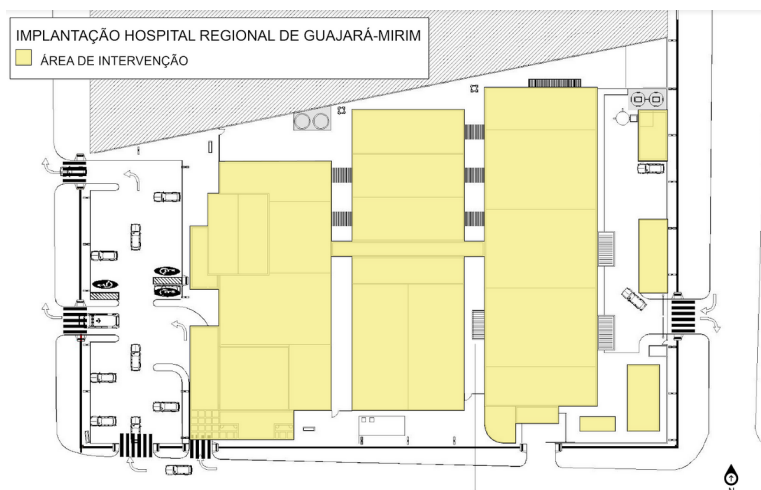 IMPLANTAÇÃO HOSPITAL REGIONAL DE GUAJARÁ-MIRIM
ÁREA DE INTERVENÇÃO
N